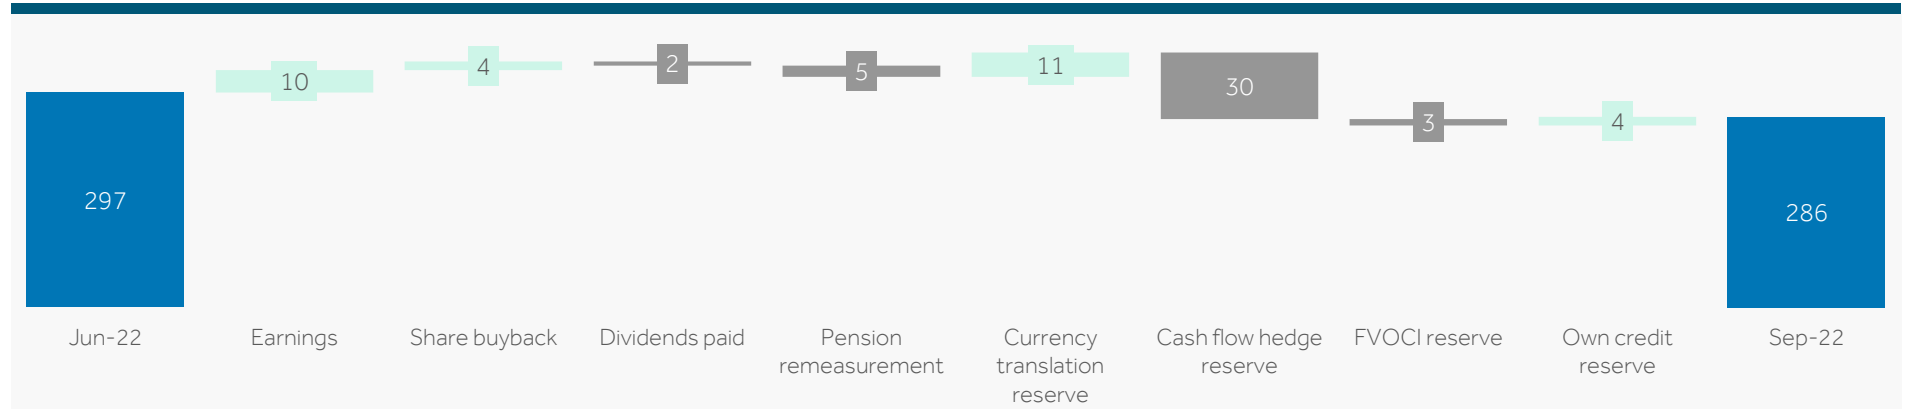 297
10
4
2
5
11
30
3
4
286
Jun-22
Earnings
Share buyback
Dividends paid
Pension
remeasurement
Currency
translation
reserve
Cash flow hedge
reserve
FVOCI reserve
Own credit
reserve
Sep-22